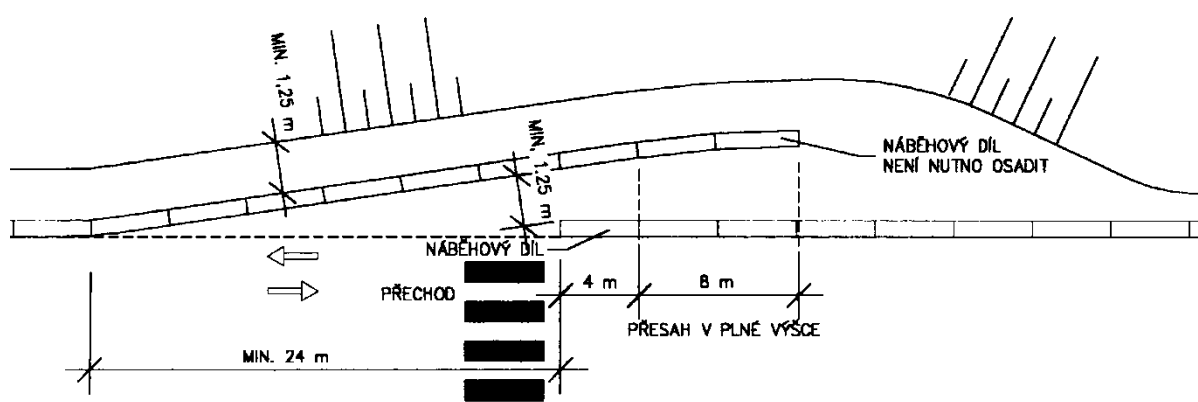 MIN. 1,25 m
MIN. 1,25 m
NÁBĚHOVÝ DÍL
NENÍ NUTNO OSADIT
NÁBĚHOVÝ DÍL
PŘECHOD
4 m
8 m
PŘESAH V PLNÉ VÝŠCE
MIN. 24 m